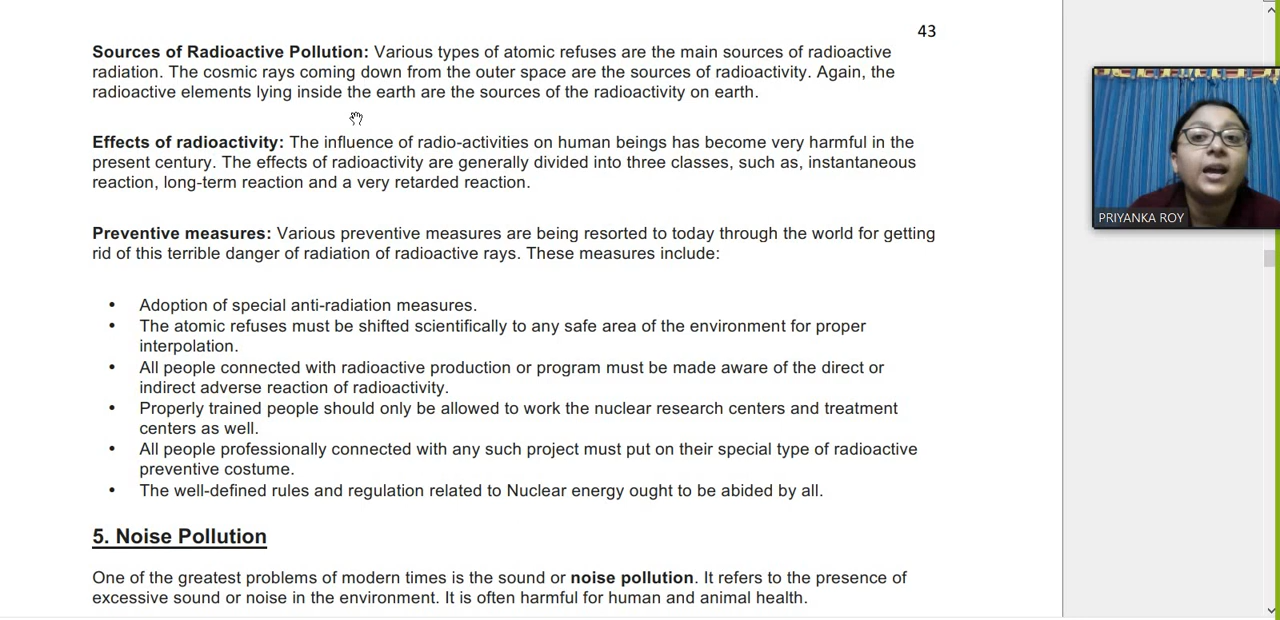 43
Sources of Radioactive Pollution: Various types of atomic refuses are the main sources of radioactive
radiation. The cosmic rays coming down from the outer space are the sources of radioactivity. Again, the
radioactive elements lying inside the earth are the sources of the radioactivity on earth.
Effects of radioactivity: The influence of radio-activities on human beings has become very harmful in the
present century. The effects of radioactivity are generally divided into three classes, such as, instantaneous
reaction, long-term reaction and a very retarded reaction.
PRIYANKA ROY
Preventive measures: Various preventive measures are being resorted to today through the world for getting
rid of this terrible danger of radiation of radioactive rays. These measures include:
• Adoption of special anti-radiation measures.
• The atomic refuses must be shifted scientifically to any safe area of the environment for proper
interpolation.
• All people connected with radioactive production or program must be made aware of the direct or
indirect adverse reaction of radioactivity.
• Properly trained people should only be allowed to work the nuclear research centers and treatment
centers as well.
• All people professionally connected with any such project must put on their special type of radioactive
preventive costume.
• The well-defined rules and regulation related to Nuclear energy ought to be abided by all.
5. Noise Pollution
One of the greatest problems of modern times is the sound or noise pollution. It refers to the presence of
excessive sound or noise in the environment. It is often harmful for human and animal health.